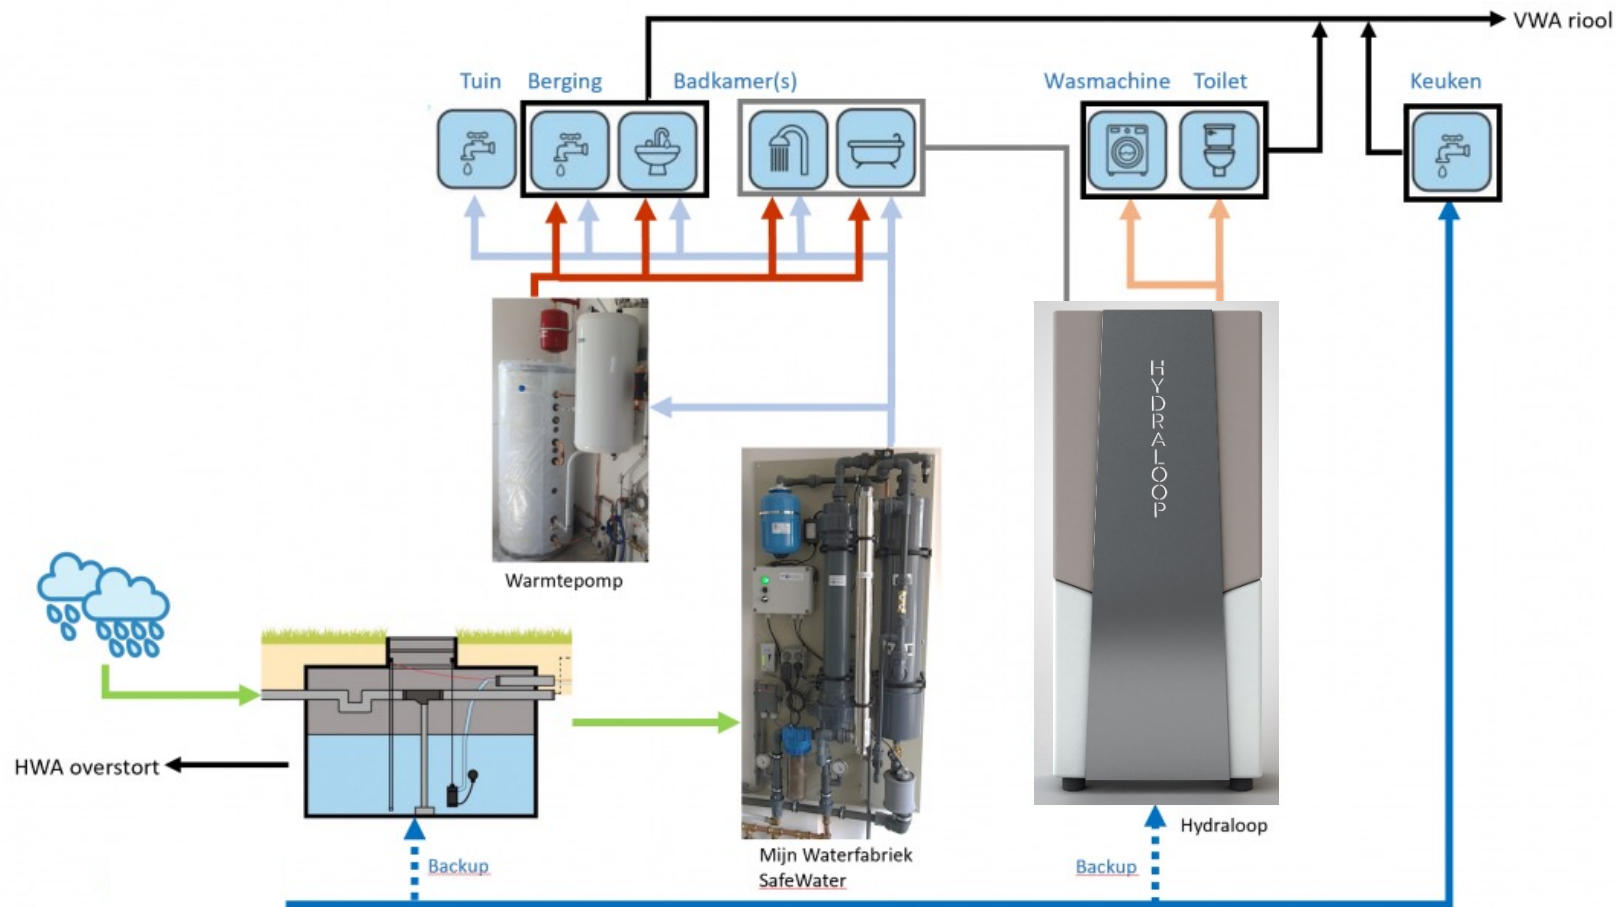 VWA riool
Tuin
Berging
Badkamer(s)
Wasmachine
Toilet
Keuken
HYDRALOOP
Warmtepomp
HWA overstort
Backup
Mijn Waterfabriek
SafeWater
Hydraloop
Backup